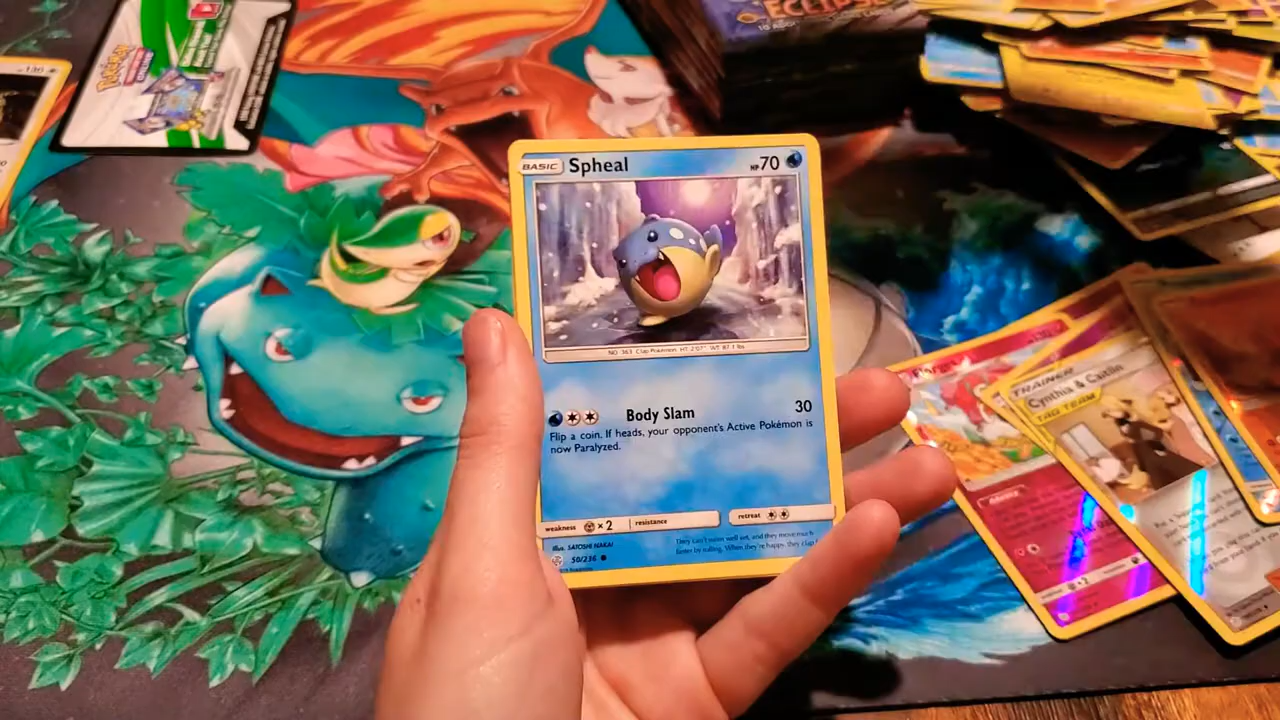 ECLIPSE
Pokémon
BASIC Spheal HP70
NO. 363 Clap Pokémon HT: 2'07" WT: 87.1 lbs
Body Slam 30
Flip a coin. If heads, your opponent's Active Pokémon is
now Paralyzed.
weakness ×2 resistance retreat
illus. SATOSHI NAKAI
They can't swim well yet, and they move much
faster by rolling. When they're happy, they clap
50/236
TRAINER
Cynthia & Caitlin
TAG TEAM